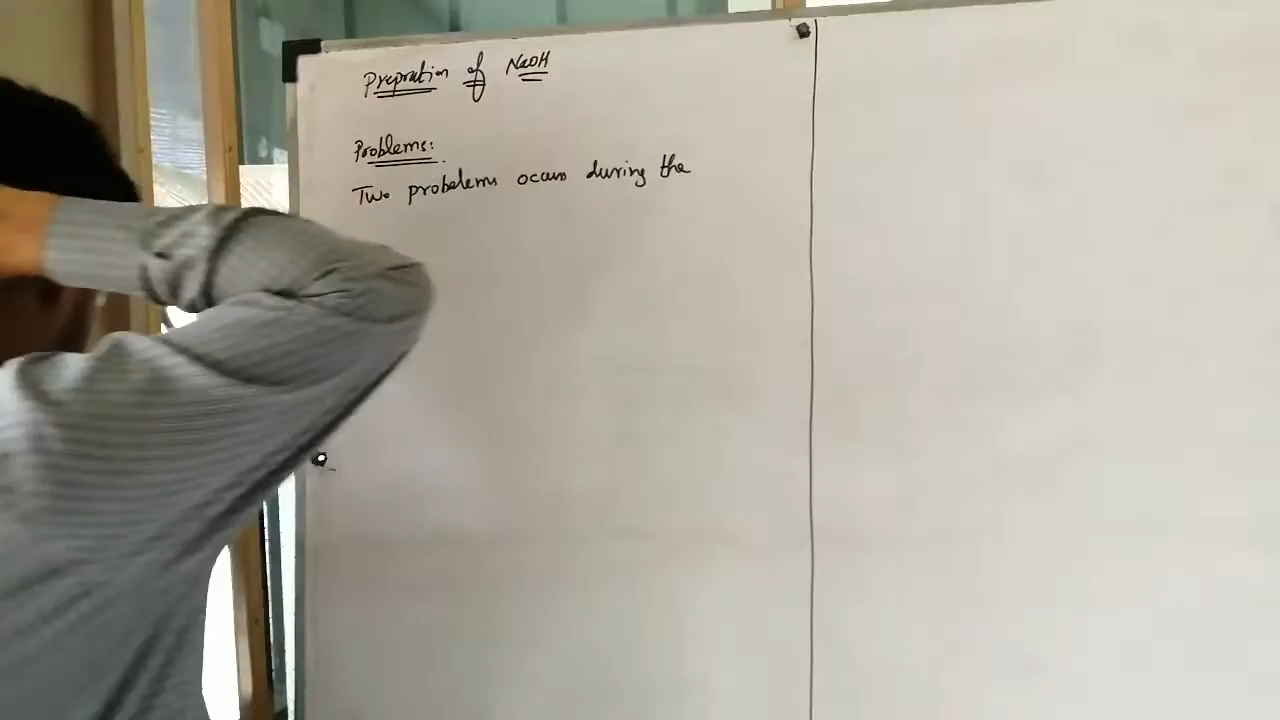 Prepration of NaOH
Problems:
Two probelems occurs during the